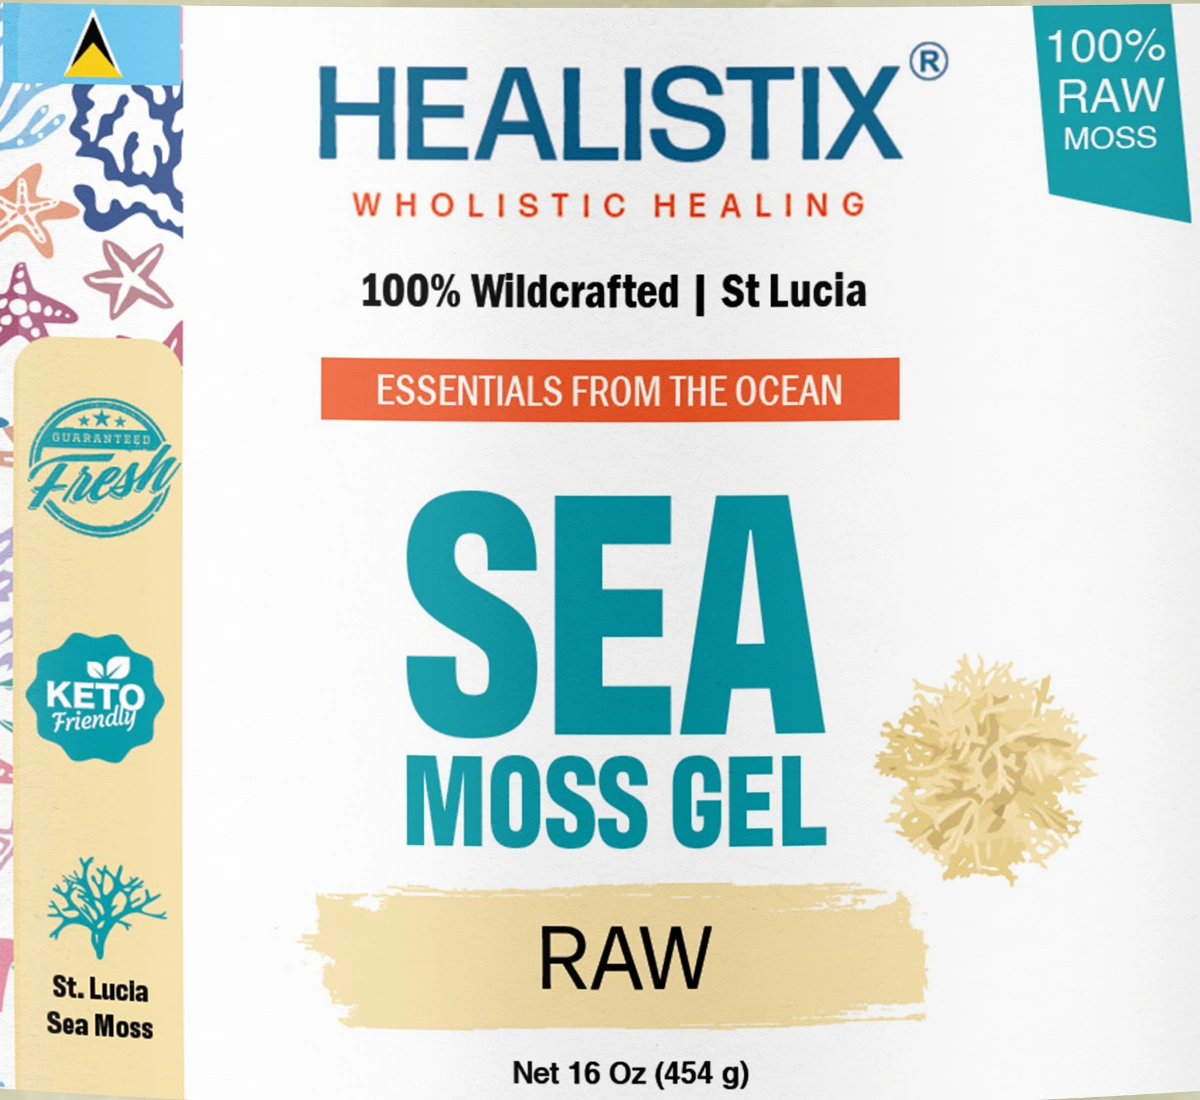 HEALISTIX®
WHOLISTIC HEALING
100% Wildcrafted | St Lucia
ESSENTIALS FROM THE OCEAN
SEA
MOSS GEL
RAW
Net 16 Oz (454 g)
100%
RAW
MOSS
GUARANTEED
Fresh
KETO
Friendly
St. Lucia
Sea Moss